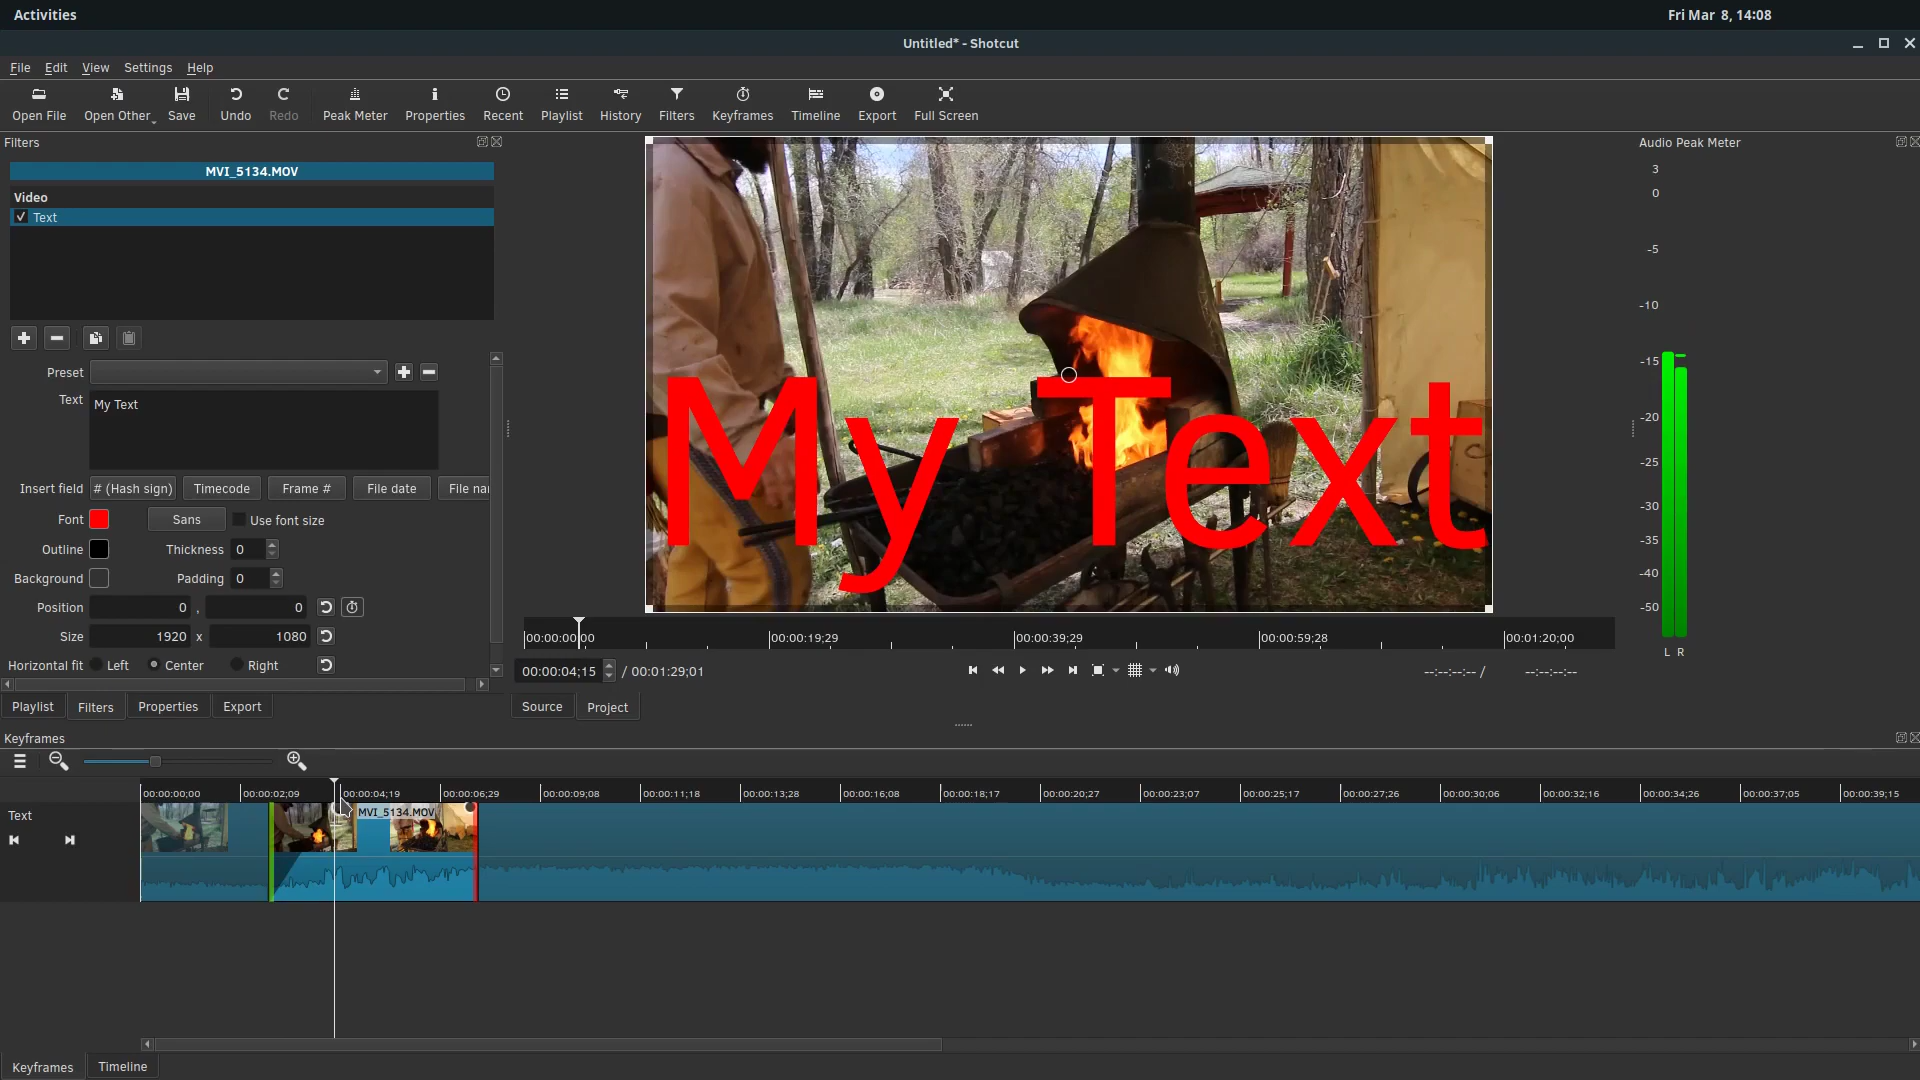 Activities
Fri Mar 8, 14:08
Untitled* - Shotcut
File Edit View Settings Help
Open File Open Other Save Undo Redo Peak Meter Properties Recent Playlist History Filters Keyframes Timeline Export Full Screen
Filters
MVI_5134.MOV
Video
Text
Preset
Text My Text
Insert field # (Hash sign) Timecode Frame # File date File nar
Font Sans Use font size
Outline Thickness 0
Background Padding 0
Position 0 , 0
Size 1920 x 1080
Horizontal fit Left Center Right
Playlist Filters Properties Export
My Text
00:00:00;00 00:00:19;29 00:00:39;29 00:00:59;28 00:01:20;00
00:00:04;15 / 00:01:29;01 --:--:--:-- / --:--:--:--
Source Project
Audio Peak Meter
3
0
-5
-10
-15
-20
-25
-30
-35
-40
-50
L R
Keyframes
00:00:00;00 00:00:02;09 00:00:04;19 00:00:06;29 00:00:09;08 00:00:11;18 00:00:13;28 00:00:16;08 00:00:18;17 00:00:20;27 00:00:23;07 00:00:25;17 00:00:27;26 00:00:30;06 00:00:32;16 00:00:34;26 00:00:37;05 00:00:39;15
Text
MVI_5134.MOV
Keyframes Timeline